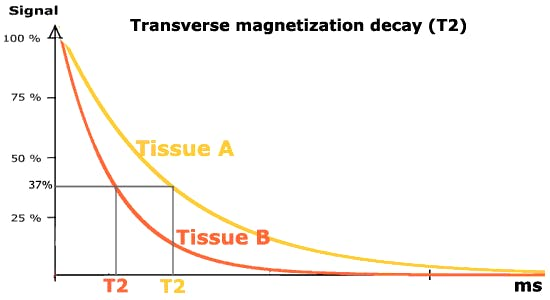 Signal
Transverse magnetization decay (T2)
100 %
75 %
Tissue A
50 %
37%
25 %
Tissue B
T2
T2
ms